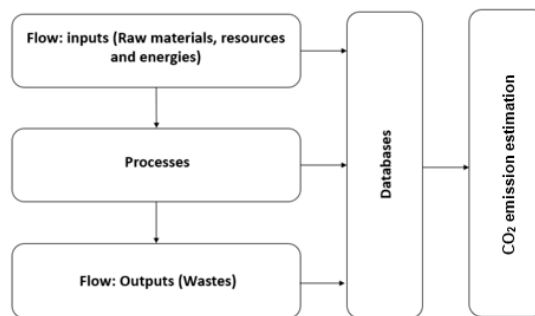 Flow: inputs (Raw materials, resources
and energies)
Processes
Flow: Outputs (Wastes)
Databases
CO₂ emission estimation